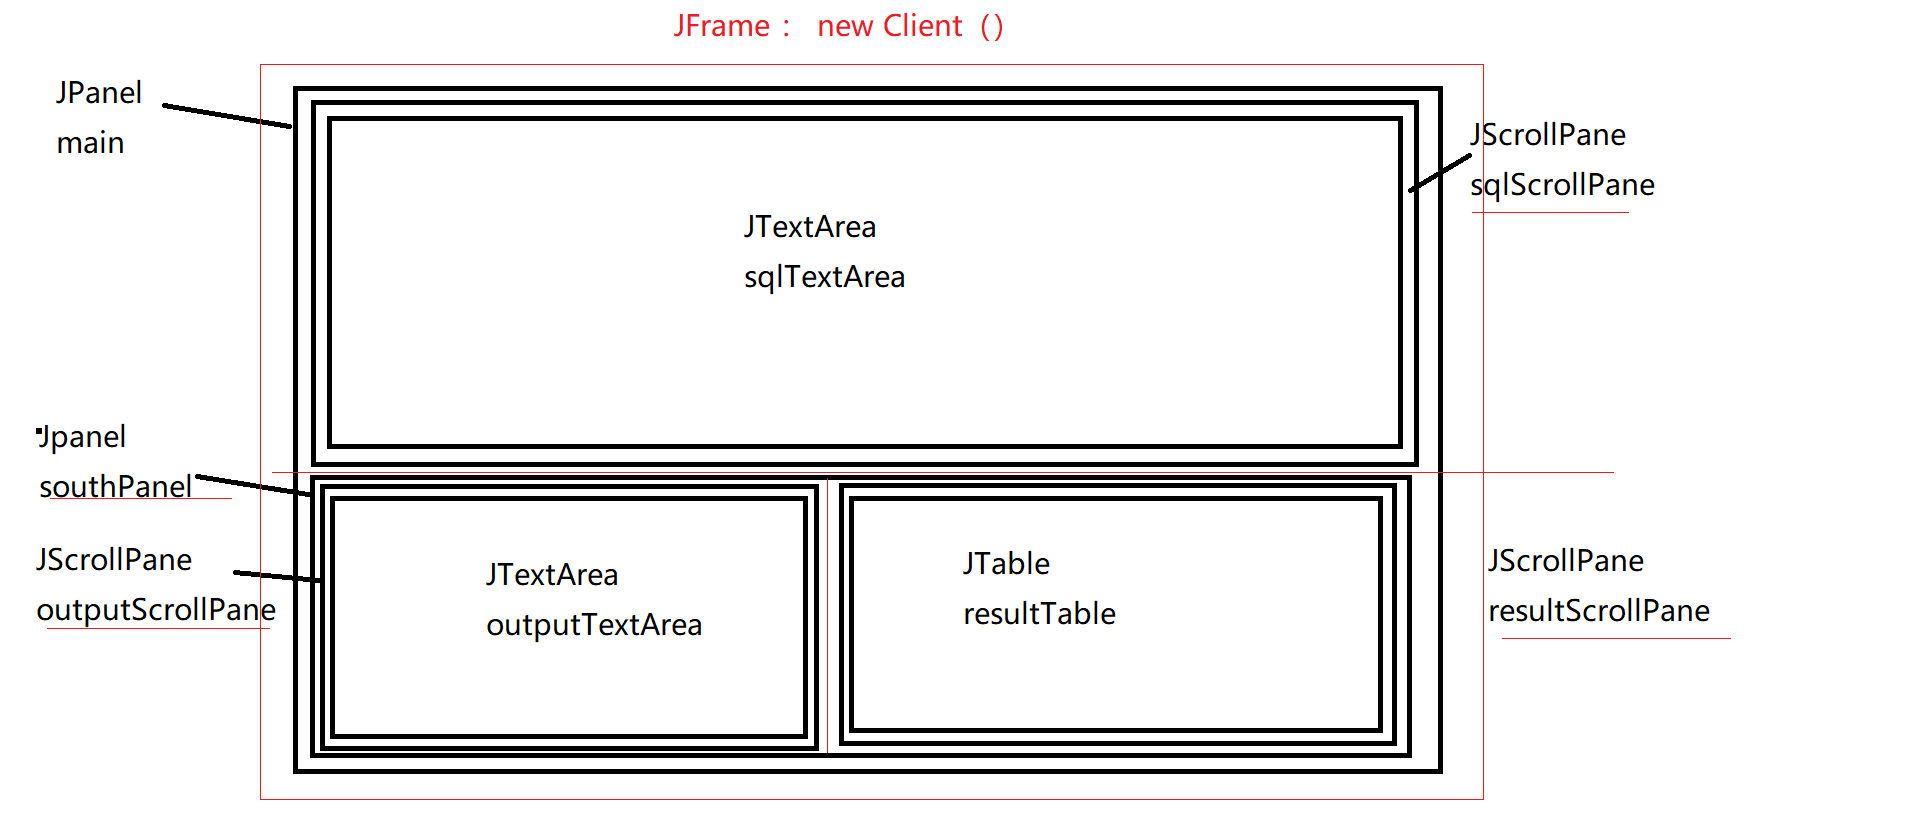 JFrame： new Client（）
JPanel
main
JScrollPane
sqlScrollPane
JTextArea
sqlTextArea
Jpanel
southPanel
JScrollPane
outputScrollPane
JTextArea
outputTextArea
JTable
resultTable
JScrollPane
resultScrollPane